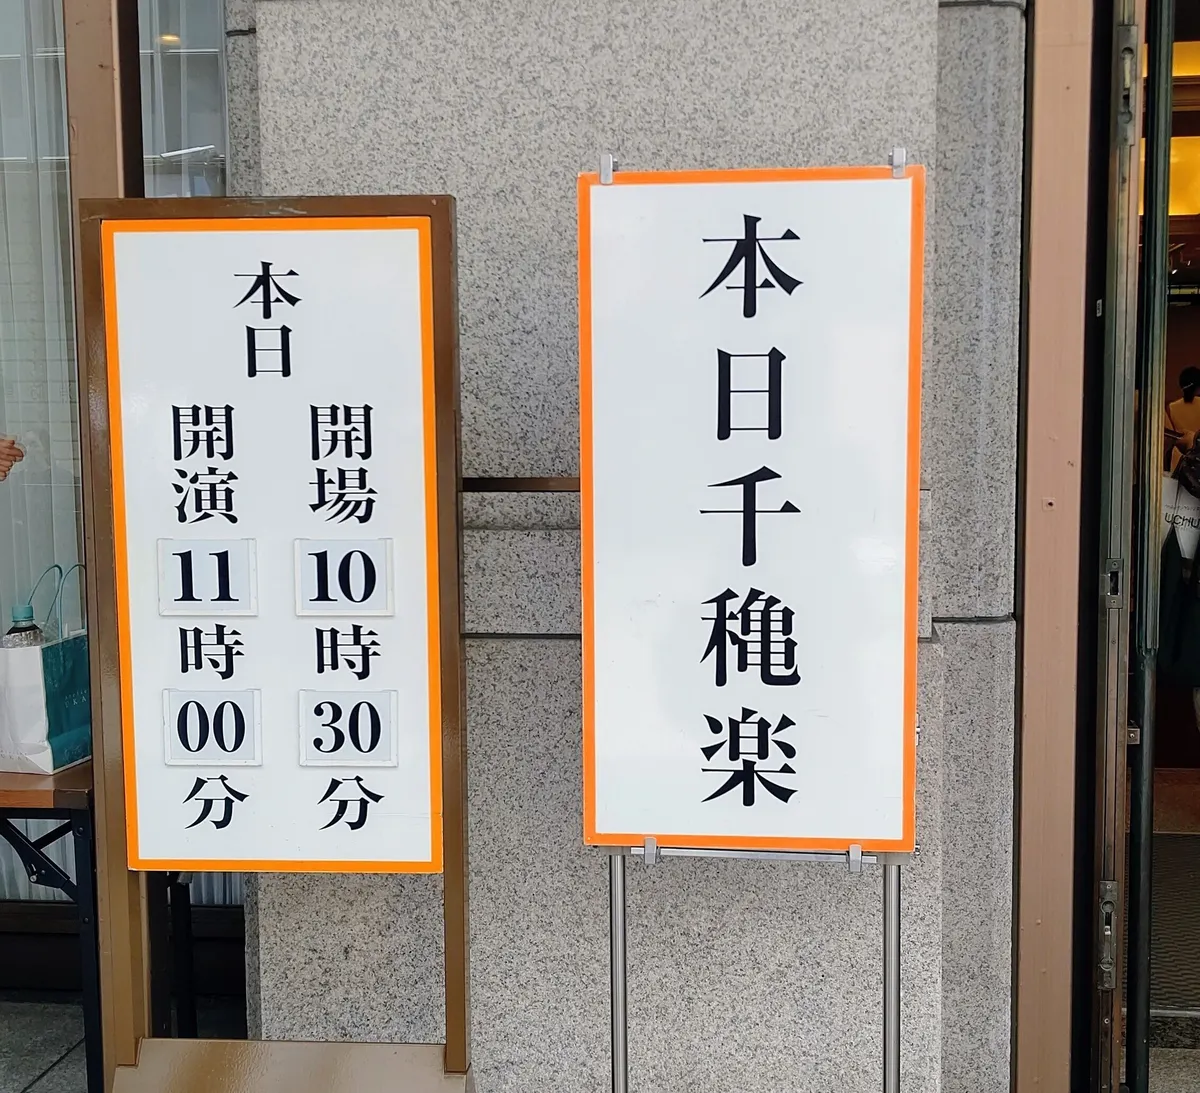 本日
開場10時30分
開演11時00分
本日千穐楽